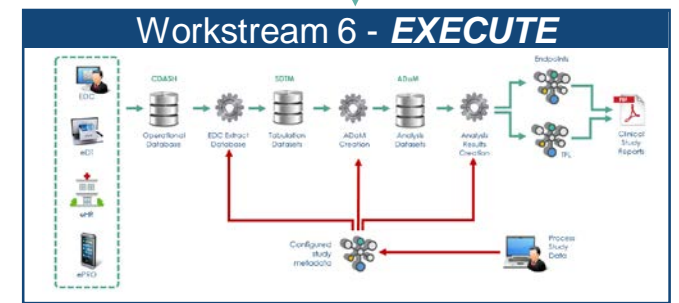 Workstream 6 - EXECUTE
EDC
eDT
eHR
ePRO
CDASH
Operational
Database
EDC Extract
Database
SDTM
Tabulation
Datasets
ADaM
Creation
ADaM
Analysis
Datasets
Analysis
Results
Creation
Endpoints
TFL
PDF
Clinical
Study
Reports
Configured
study
metadata
Process
Study
Data